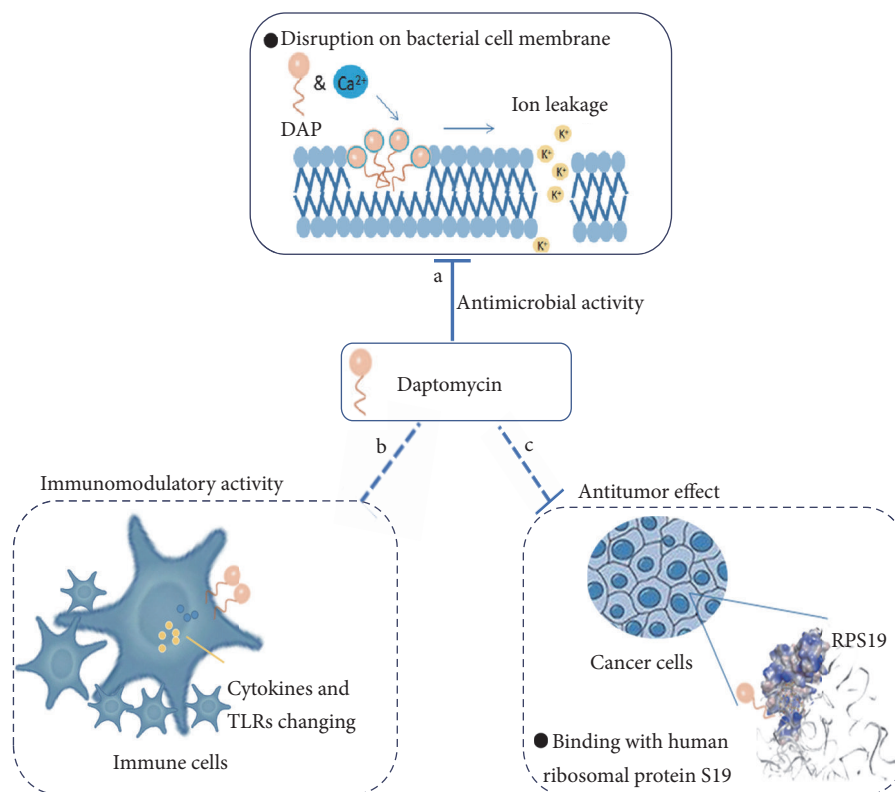 ● Disruption on bacterial cell membrane
& Ca²⁺
DAP
Ion leakage
K⁺
K⁺
K⁺
K⁺
K⁺
K⁺
a
Antimicrobial activity
Daptomycin
b
c
Immunomodulatory activity
Cytokines and
TLRs changing
Immune cells
Antitumor effect
RPS19
Cancer cells
● Binding with human
ribosomal protein S19